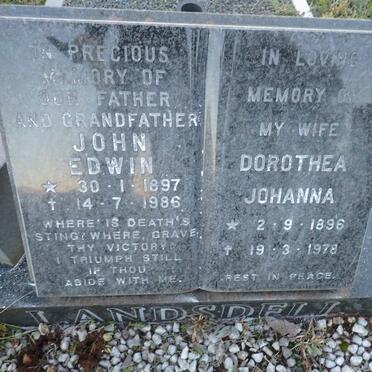 IN PRECIOUS
MEMORY OF
OUR FATHER
AND GRANDFATHER
JOHN
EDWIN
★ 30·1·1897
† 14·7·1986
WHERE IS DEATH'S
STING? WHERE, GRAVE,
THY VICTORY?
I TRIUMPH STILL
IF THOU
ABIDE WITH ME.
IN LOVING
MEMORY OF
MY WIFE
DOROTHEA
JOHANNA
★ 2·9·1896
† 19·3·1978
REST IN PEACE.
LANDSDELL